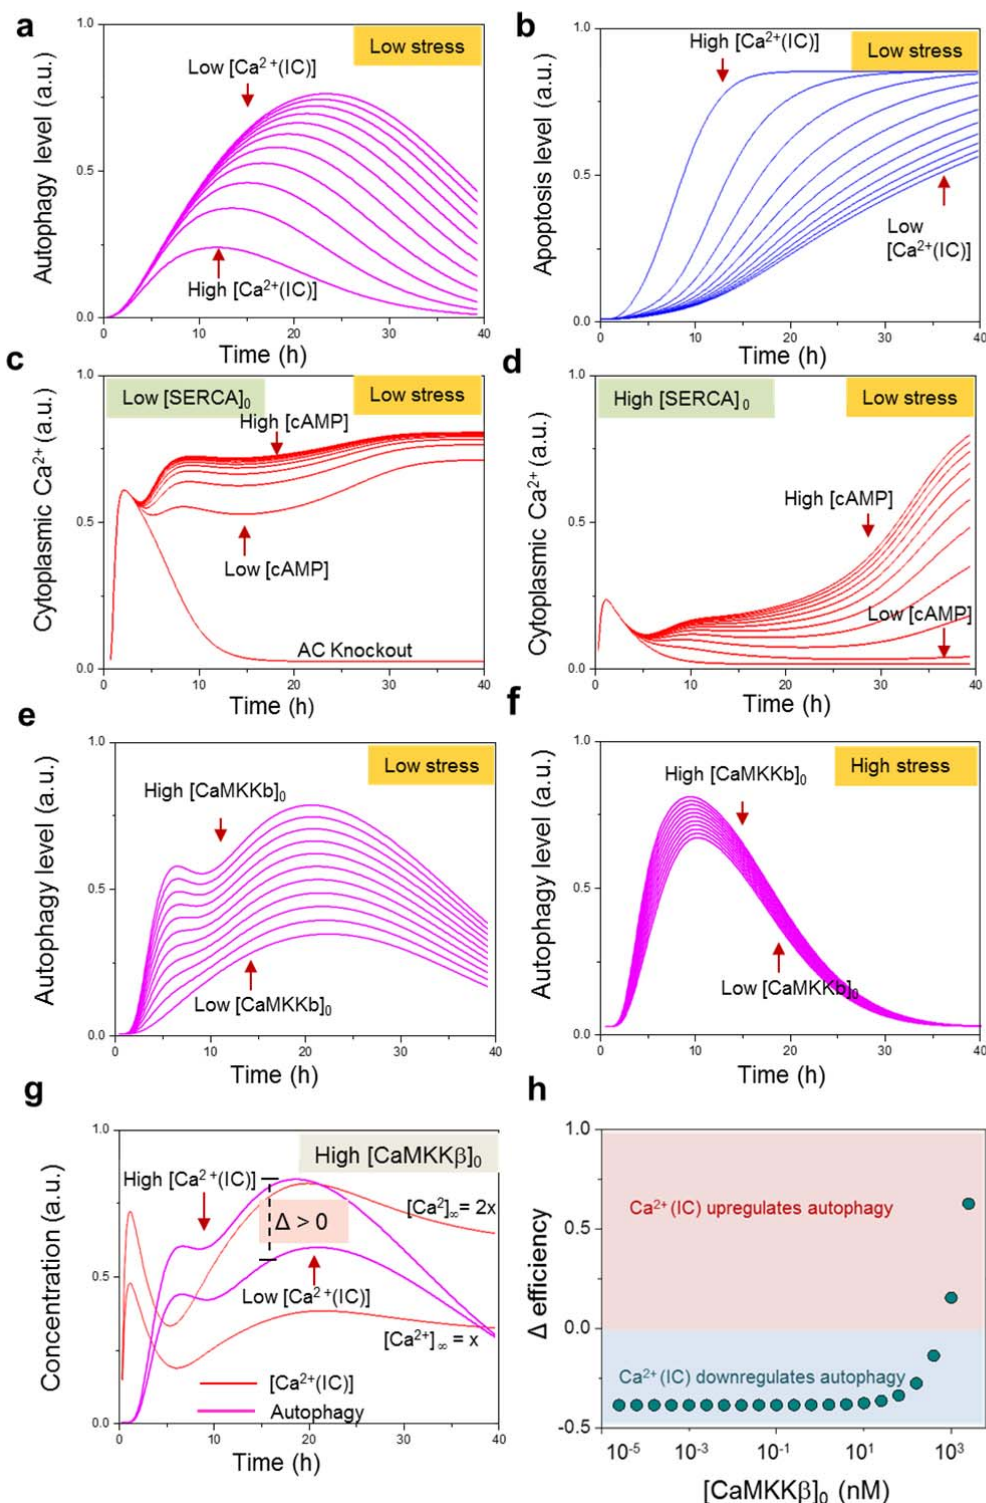 a
Autophagy level (a.u.)
1.0
0.5
0.0
Low stress
Low [Ca²⁺(IC)]
High [Ca²⁺(IC)]
0 10 20 30 40
Time (h)
b
Apoptosis level (a.u.)
1.0
0.5
0.0
High [Ca²⁺(IC)]
Low stress
Low
[Ca²⁺(IC)]
0 10 20 30 40
Time (h)
c
Cytoplasmic Ca²⁺ (a.u.)
1.0
0.5
0.0
Low [SERCA]₀
Low stress
High [cAMP]
Low [cAMP]
AC Knockout
0 10 20 30 40
Time (h)
d
Cytoplasmic Ca²⁺ (a.u.)
1.0
0.5
0.0
High [SERCA]₀
Low stress
High [cAMP]
Low [cAMP]
0 10 20 30 40
Time (h)
e
Autophagy level (a.u.)
1.0
0.5
0.0
Low stress
High [CaMKKb]₀
Low [CaMKKb]₀
0 10 20 30 40
Time (h)
f
Autophagy level (a.u.)
1.0
0.5
0.0
High stress
High [CaMKKb]₀
Low [CaMKKb]₀
0 10 20 30 40
Time (h)
g
Concentration (a.u.)
1.0
0.5
0.0
High [CaMKKβ]₀
High [Ca²⁺(IC)]
[Ca²]∞= 2x
Δ > 0
Low [Ca²⁺(IC)]
[Ca²⁺]∞ = x
[Ca²⁺(IC)]
Autophagy
0 10 20 30 40
Time (h)
h
Δ efficiency
1.0
0.5
0.0
-0.5
Ca²⁺(IC) upregulates autophagy
Ca²⁺(IC) downregulates autophagy
10⁻⁵ 10⁻³ 10⁻¹ 10¹ 10³
[CaMKKβ]₀ (nM)